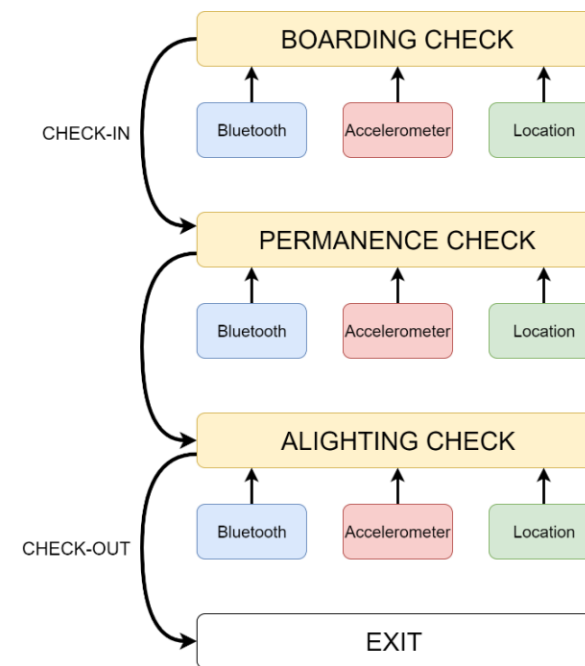 BOARDING CHECK
Bluetooth
Accelerometer
Location
CHECK-IN
PERMANENCE CHECK
Bluetooth
Accelerometer
Location
ALIGHTING CHECK
Bluetooth
Accelerometer
Location
CHECK-OUT
EXIT